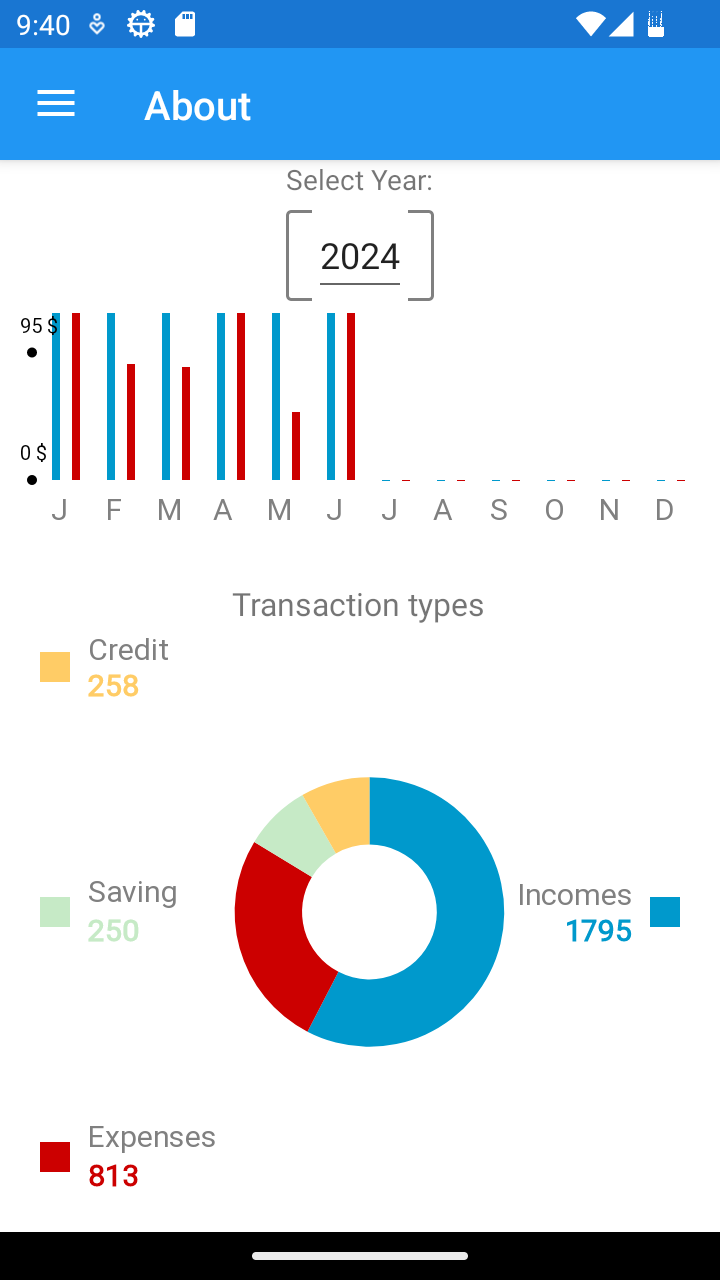 9:40
About
Select Year:
2024
95 $
0 $
J F M A M J J A S O N D
Transaction types
Credit
258
Saving
250
Incomes
1795
Expenses
813